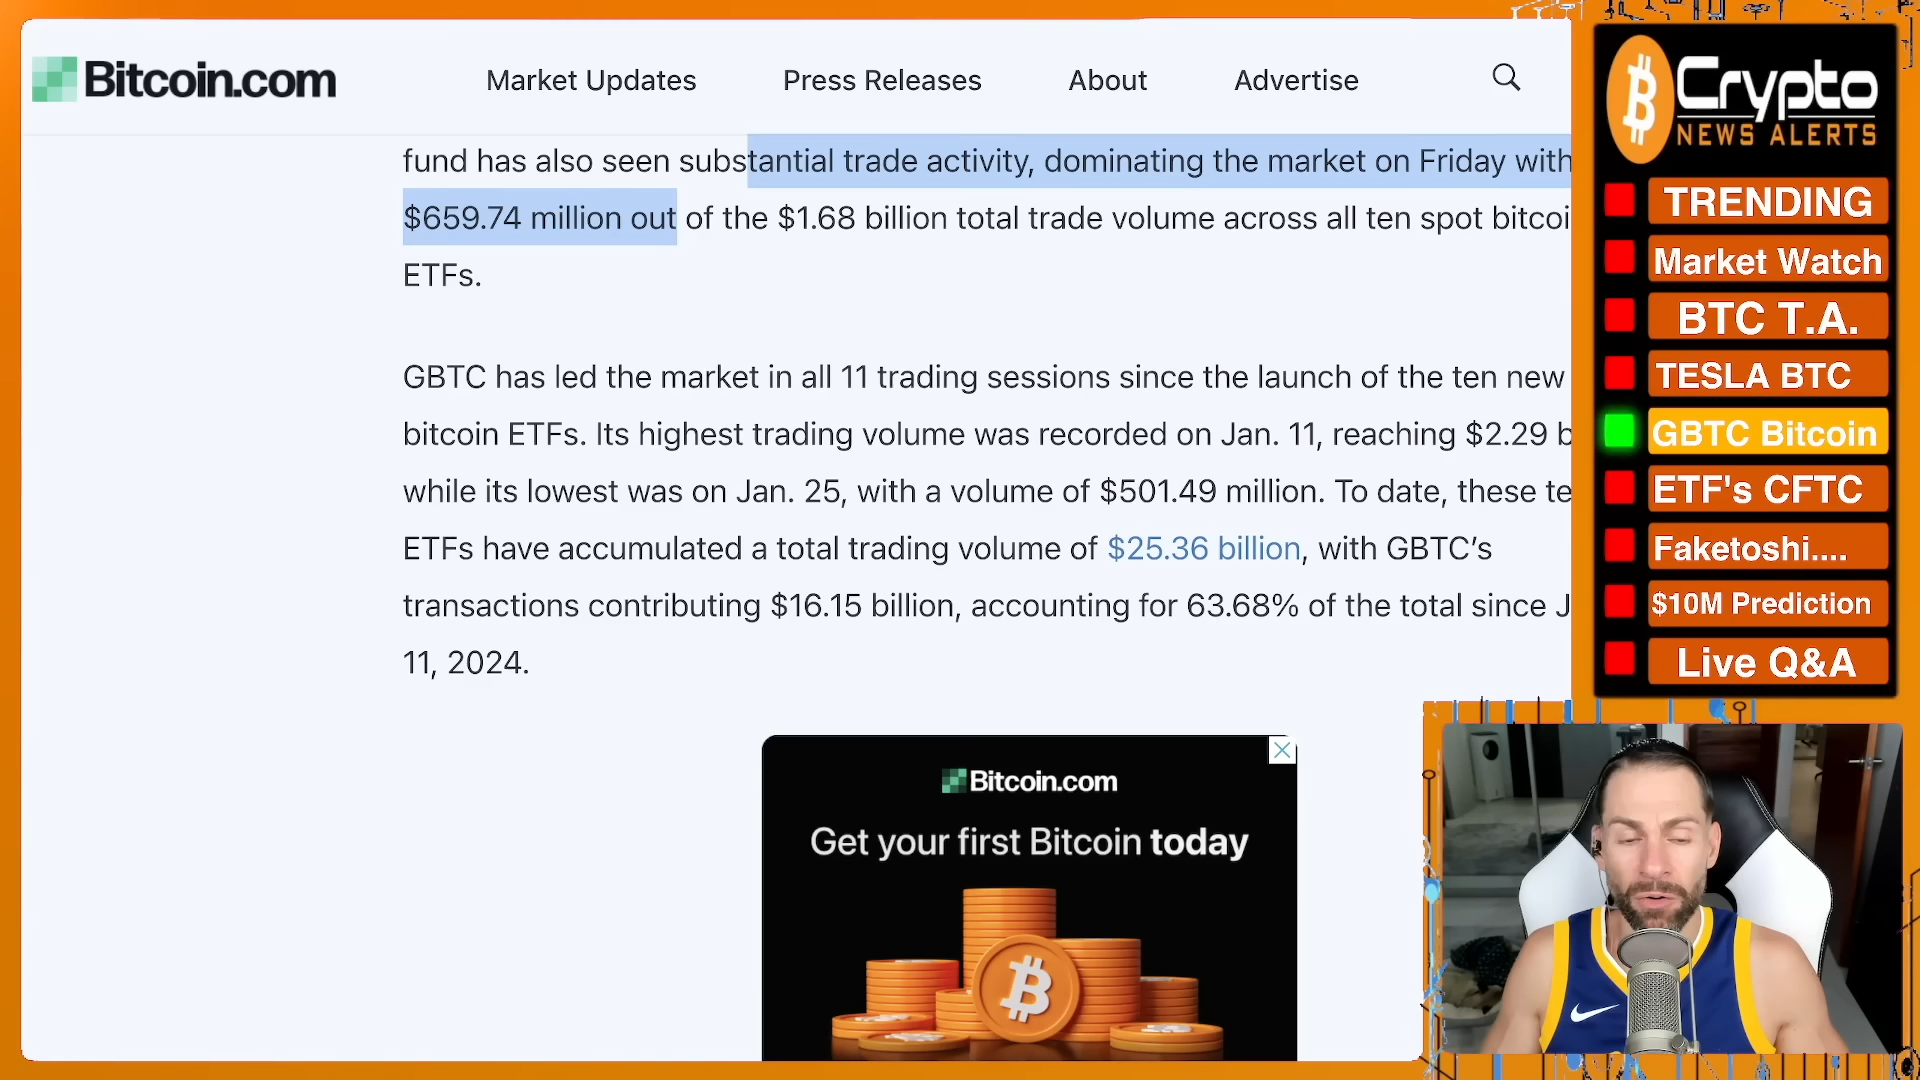 Bitcoin.com
Market Updates
Press Releases
About
Advertise
fund has also seen substantial trade activity, dominating the market on Friday with
$659.74 million out of the $1.68 billion total trade volume across all ten spot bitcoi
ETFs.
GBTC has led the market in all 11 trading sessions since the launch of the ten new
bitcoin ETFs. Its highest trading volume was recorded on Jan. 11, reaching $2.29 b
while its lowest was on Jan. 25, with a volume of $501.49 million. To date, these te
ETFs have accumulated a total trading volume of $25.36 billion, with GBTC’s
transactions contributing $16.15 billion, accounting for 63.68% of the total since J
11, 2024.
Bitcoin.com
Get your first Bitcoin today
Crypto
NEWS ALERTS
TRENDING
Market Watch
BTC T.A.
TESLA BTC
GBTC Bitcoin
ETF's CFTC
Faketoshi....
$10M Prediction
Live Q&A